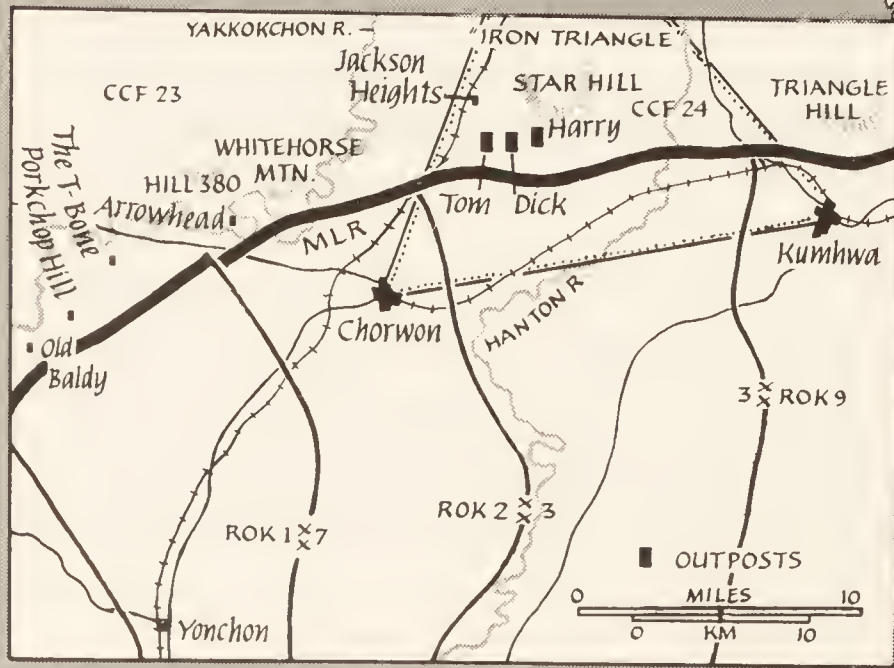 YAKKOKCHON R.
IRON TRIANGLE
Jackson
Heights
STAR HILL
CCF 24
TRIANGLE
HILL
CCF 23
Harry
The T-Bone
Porkchop Hill
WHITEHORSE
MTN.
HILL 380
Arrowhead
Tom
Dick
MLR
Kumhwa
Chorwon
HANTON R
Old
Baldy
3 ROK 9
ROK 2 3
ROK 1 7
OUTPOSTS
0 MILES 10
0 KM 10
Yonchon